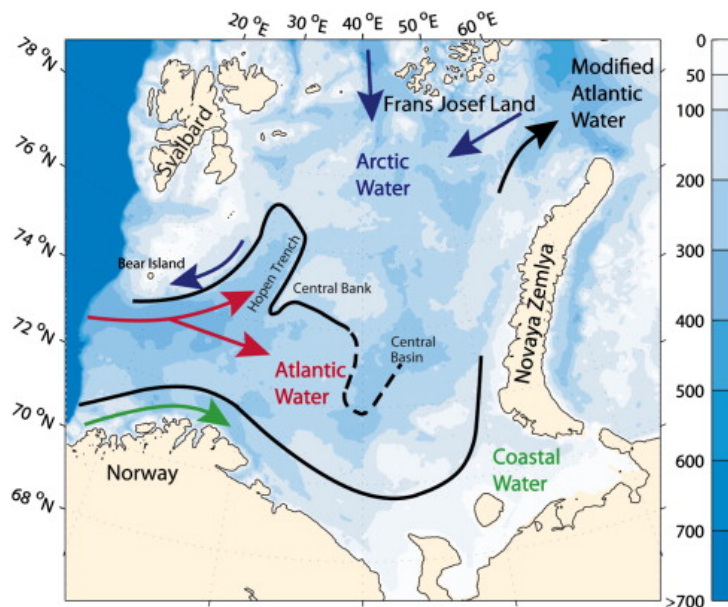 20 °E
30 °E
40°E
50 °E
60 °E
78 °N
76 °N
74 °N
72 °N
70 °N
68 °N
Svalbard
Frans Josef Land
Modified
Atlantic
Water
Arctic
Water
Bear Island
Hopen Trench
Central Bank
Central
Basin
Atlantic
Water
Novaya Zemlya
Norway
Coastal
Water
0
50
100
200
300
400
500
600
700
>700